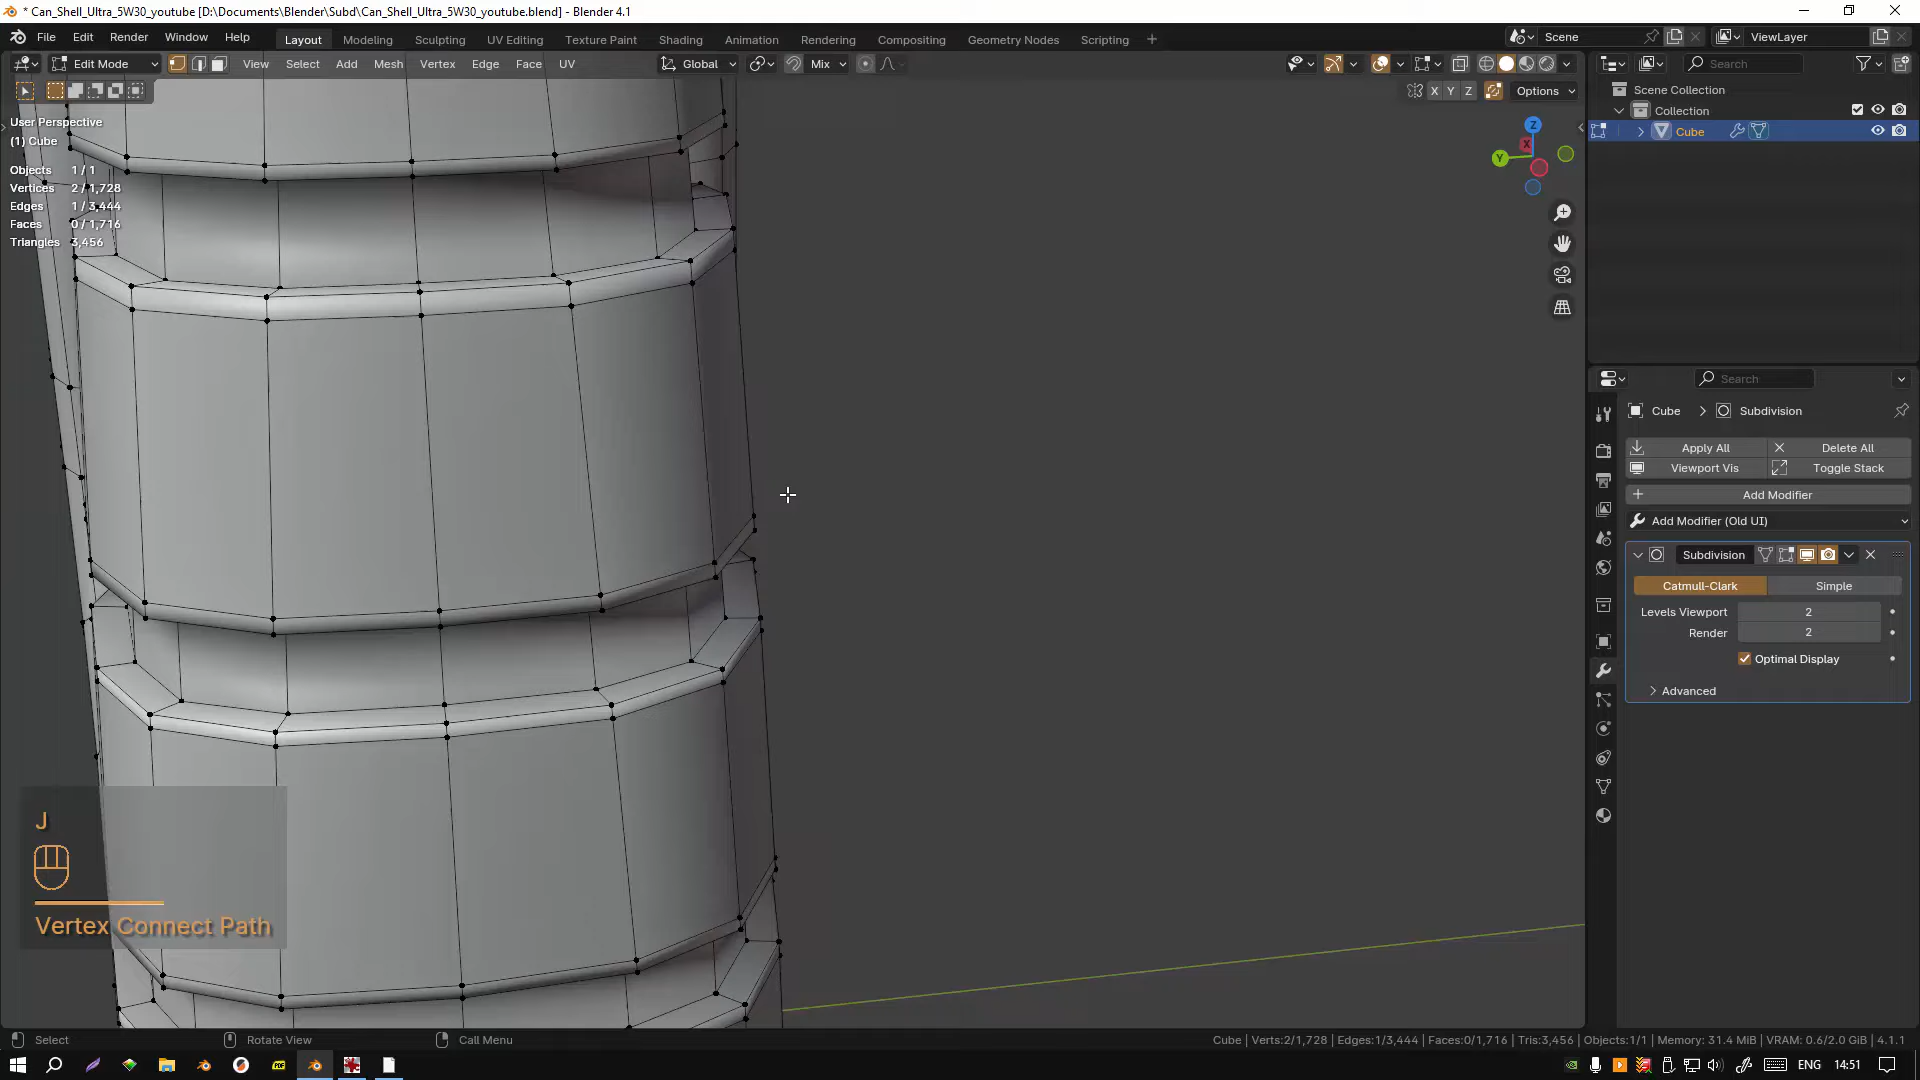 * Can_Shell_Ultra_5W30_youtube [D:\Documents\Blender\Subd\Can_Shell_Ultra_5W30_youtube.blend] - Blender 4.1
File Edit Render Window Help Layout Modeling Sculpting UV Editing Texture Paint Shading Animation Rendering Compositing Geometry Nodes Scripting Scene ViewLayer
Edit Mode View Select Add Mesh Vertex Edge Face UV Global Mix Search
X Y Z Options
User Perspective
(1) Cube
Objects 1 / 1
Vertices 2 / 1,728
Edges 1 / 3,444
Faces 0 / 1,716
Triangles 3,456
Z
X
Y
Scene Collection
Collection
Cube
Search
Cube Subdivision
Apply All Delete All
Viewport Vis Toggle Stack
Add Modifier
Add Modifier (Old UI)
Subdivision
Catmull-Clark Simple
Levels Viewport 2
Render 2
Optimal Display
Advanced
J
Vertex Connect Path
Select Rotate View Call Menu
Cube | Verts:2/1,728 | Edges:1/3,444 | Faces:0/1,716 | Tris:3,456 | Objects:1/1 | Memory: 31.4 MiB | VRAM: 0.6/2.0 GiB | 4.1.1
ENG 14:51